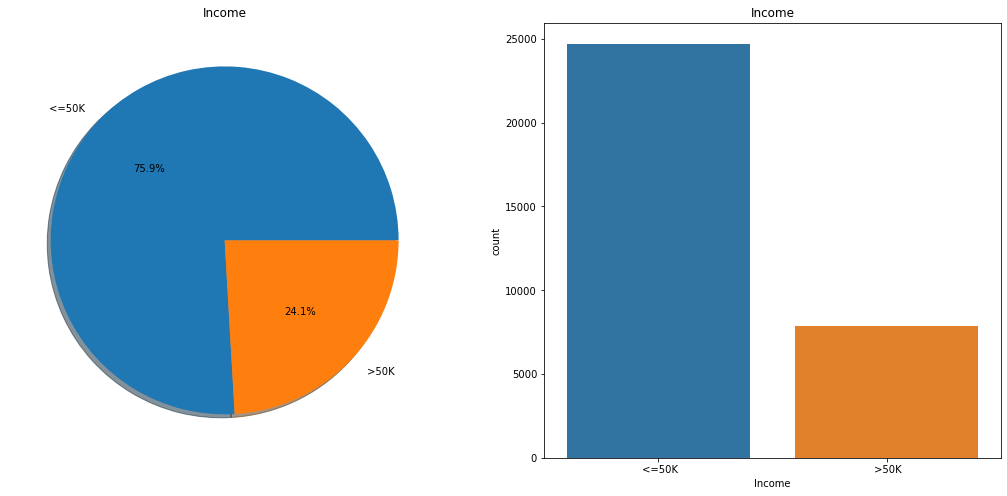 Income
<=50K
75.9%
24.1%
>50K
Income
25000
20000
15000
10000
5000
0
count
<=50K
>50K
Income